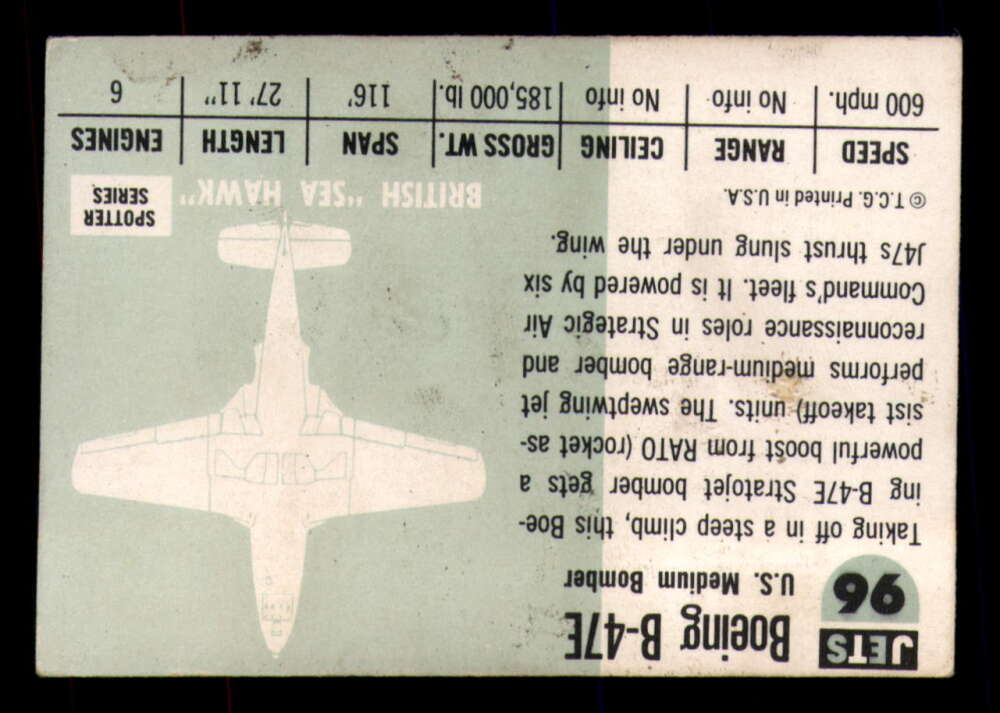 JETS
96
Boeing B-47E
U.S. Medium Bomber
Taking off in a steep climb, this Boe-
ing B-47E Stratojet bomber gets a
powerful boost from RATO (rocket as-
sist takeoff) units. The sweptwing jet
performs medium-range bomber and
reconnaissance roles in Strategic Air
Command's fleet. It is powered by six
J47s thrust slung under the wing.
© T.C.G. Printed in U.S.A.
BRITISH "SEA HAWK"
SPOTTER
SERIES
SPEED RANGE CEILING GROSS WT. SPAN LENGTH ENGINES
600 mph. No info No info 185,000 lb. 116' 27' 11" 6